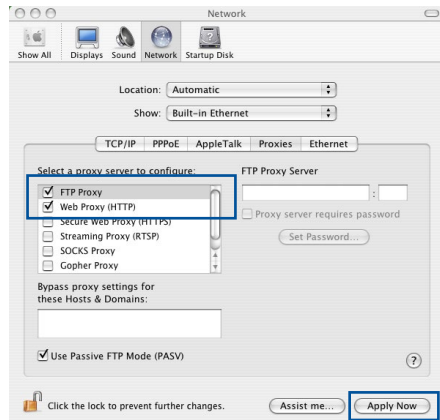 Network
Show All Displays Sound Network Startup Disk
Location: Automatic
Show: Built-in Ethernet
TCP/IP PPPoE AppleTalk Proxies Ethernet
Select a proxy server to configure:
FTP Proxy
Web Proxy (HTTP)
Secure Web Proxy (HTTPS)
Streaming Proxy (RTSP)
SOCKS Proxy
Gopher Proxy
FTP Proxy Server
:
Proxy server requires password
Set Password...
Bypass proxy settings for
these Hosts & Domains:
Use Passive FTP Mode (PASV)
?
Click the lock to prevent further changes.
Assist me... Apply Now